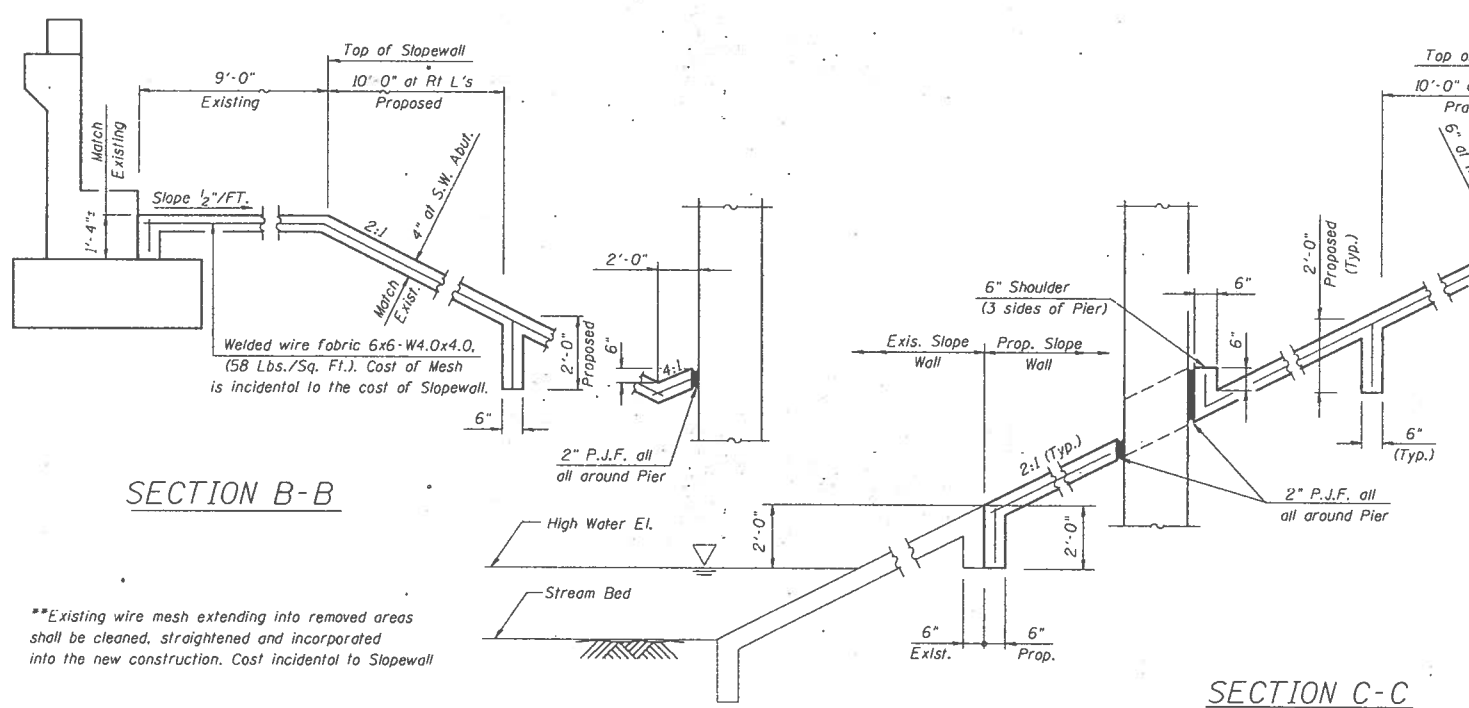 Top of Slopewall
9'-0"
Existing
10'-0" at Rt L's
Proposed
Match
Existing
1'-4"±
Slope 1/2"/FT.
2:1
4" at S.W. Abut.
Match
Exist.
Welded wire fabric 6x6-W4.0x4.0,
(58 Lbs./Sq. Ft.). Cost of Mesh
is incidentol to the cost of Slopewall.
2'-0"
Proposed
6"
SECTION B-B
2'-0"
6"
4:1
2" P.J.F. all
all around Pier
Top o
10'-0"
6" at
6" Shoulder
(3 sides of Pier)
6"
6"
2'-0"
Proposed
(Typ.)
6"
(Typ.)
Exis. Slope
Wall
Prop. Slope
Wall
2:1 (Typ.)
2" P.J.F. all
all around Pier
2'-0"
2'-0"
High Water El.
Stream Bed
6"
Exist.
6"
Prop.
**Existing wire mesh extending into removed areas
shall be cleaned, straightened and incorporated
into the new construction. Cost incidentol to Slopewall
SECTION C-C